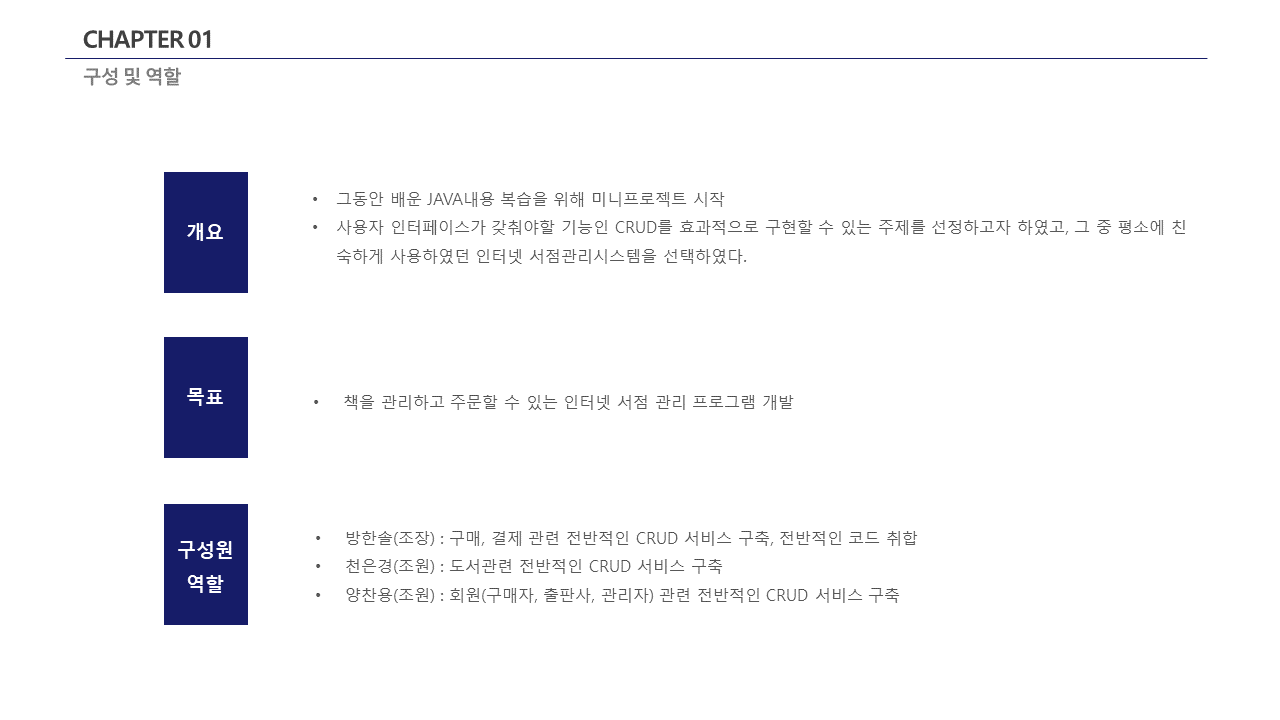 CHAPTER 01
구성 및 역할
개요
• 그동안 배운 JAVA내용 복습을 위해 미니프로젝트 시작
• 사용자 인터페이스가 갖춰야할 기능인 CRUD를 효과적으로 구현할 수 있는 주제를 선정하고자 하였고, 그 중 평소에 친
숙하게 사용하였던 인터넷 서점관리시스템을 선택하였다.
목표
• 책을 관리하고 주문할 수 있는 인터넷 서점 관리 프로그램 개발
구성원
역할
• 방한솔(조장) : 구매, 결제 관련 전반적인 CRUD 서비스 구축, 전반적인 코드 취합
• 천은경(조원) : 도서관련 전반적인 CRUD 서비스 구축
• 양찬용(조원) : 회원(구매자, 출판사, 관리자) 관련 전반적인 CRUD 서비스 구축